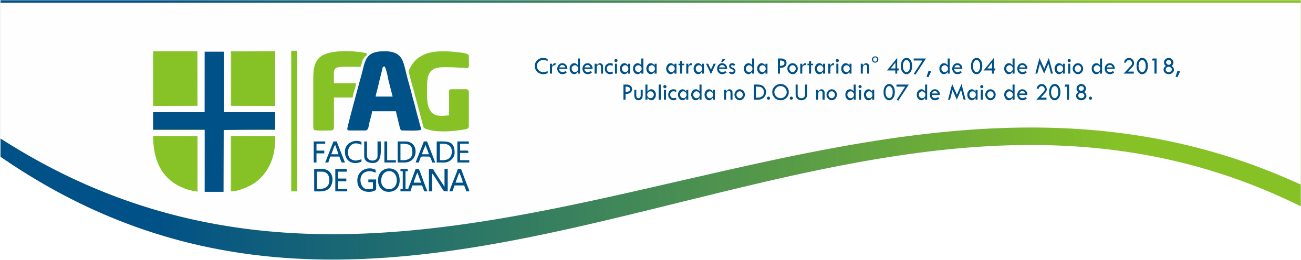 FAG
FACULDADE
DE GOIANA
Credenciada através da Portaria n° 407, de 04 de Maio de 2018,
Publicada no D.O.U no dia 07 de Maio de 2018.